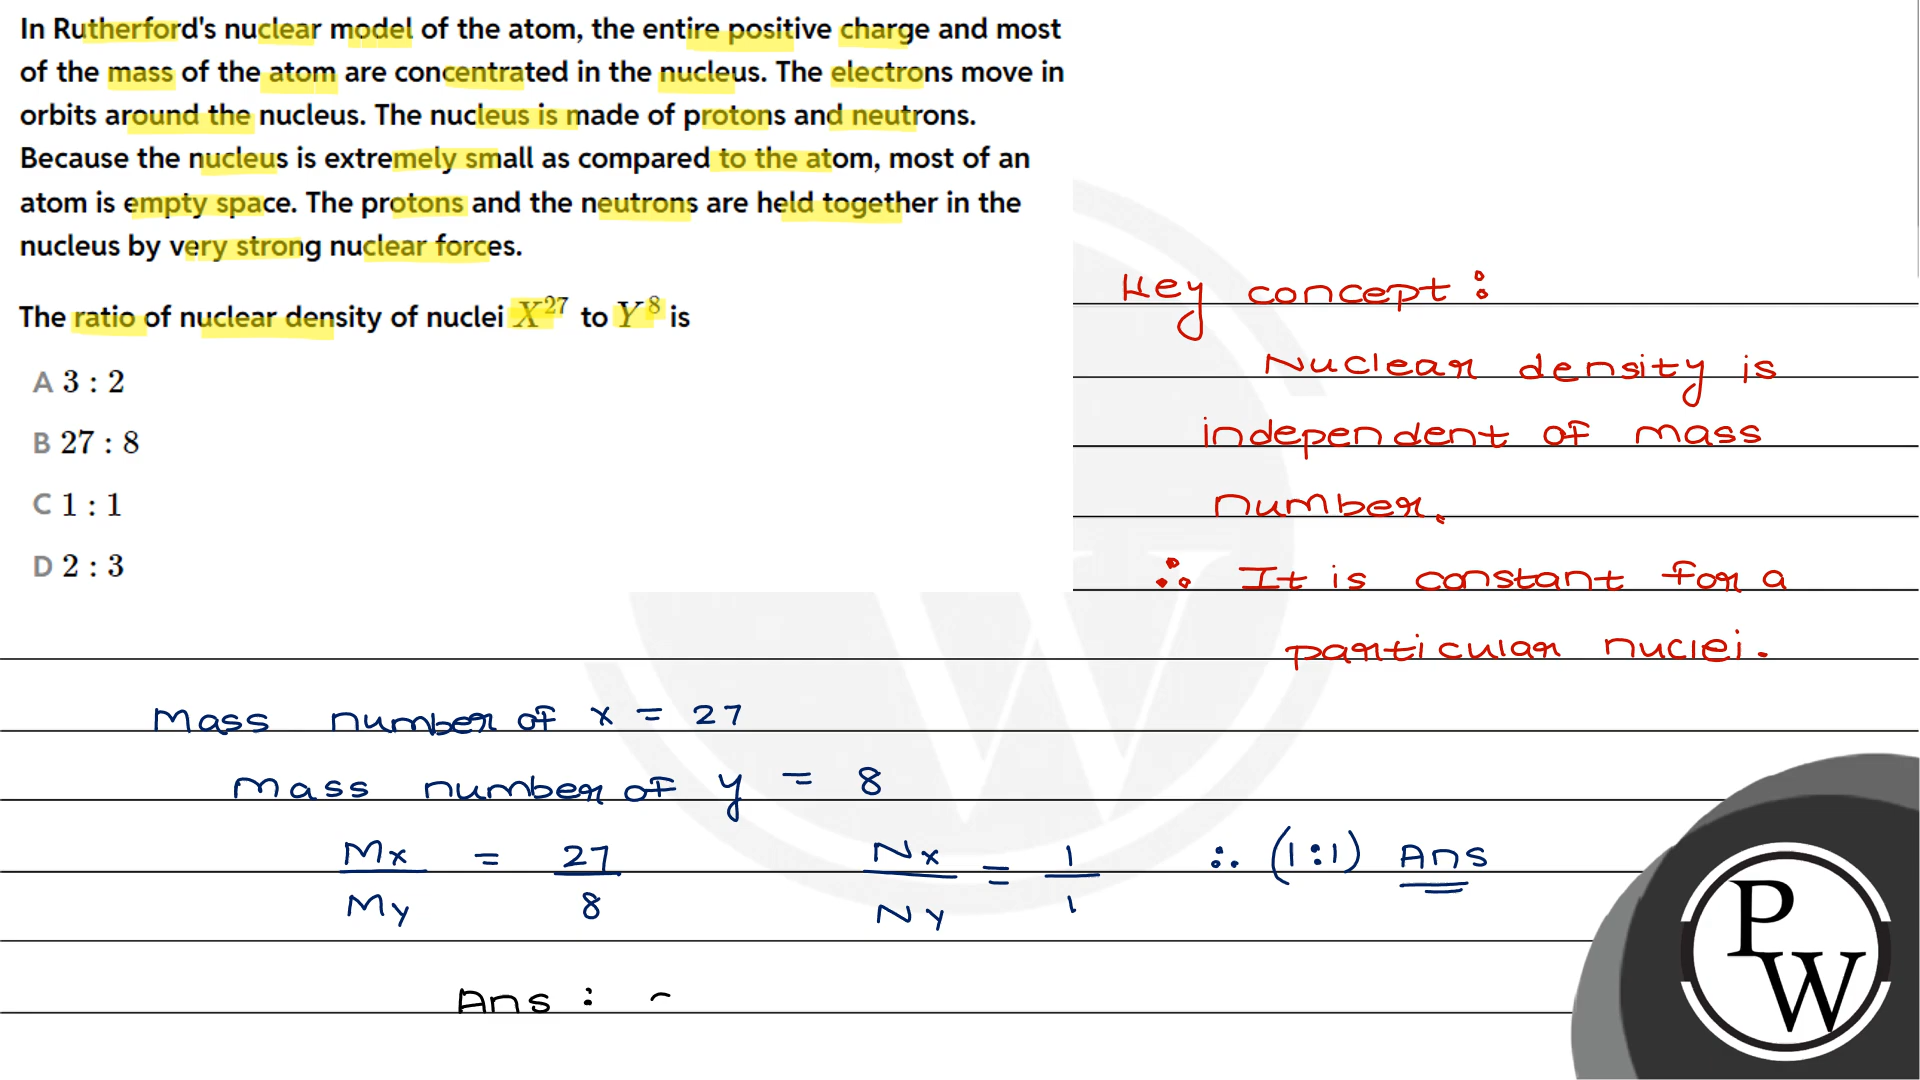 In Rutherford's nuclear model of the atom, the entire positive charge and most
of the mass of the atom are concentrated in the nucleus. The electrons move in
orbits around the nucleus. The nucleus is made of protons and neutrons.
Because the nucleus is extremely small as compared to the atom, most of an
atom is empty space. The protons and the neutrons are held together in the
nucleus by very strong nuclear forces.
The ratio of nuclear density of nuclei X²⁷ to Y⁸ is
A 3 : 2
B 27 : 8
C 1 : 1
D 2 : 3
Key concept :
Nuclear density is
independent of mass
number.
∴ It is constant for a
particular nuclei.
Mass number of x = 27
Mass number of y = 8
Mx/My = 27/8 Nx/Ny = 1/1 ∴ (1:1) Ans
Ans :
PW